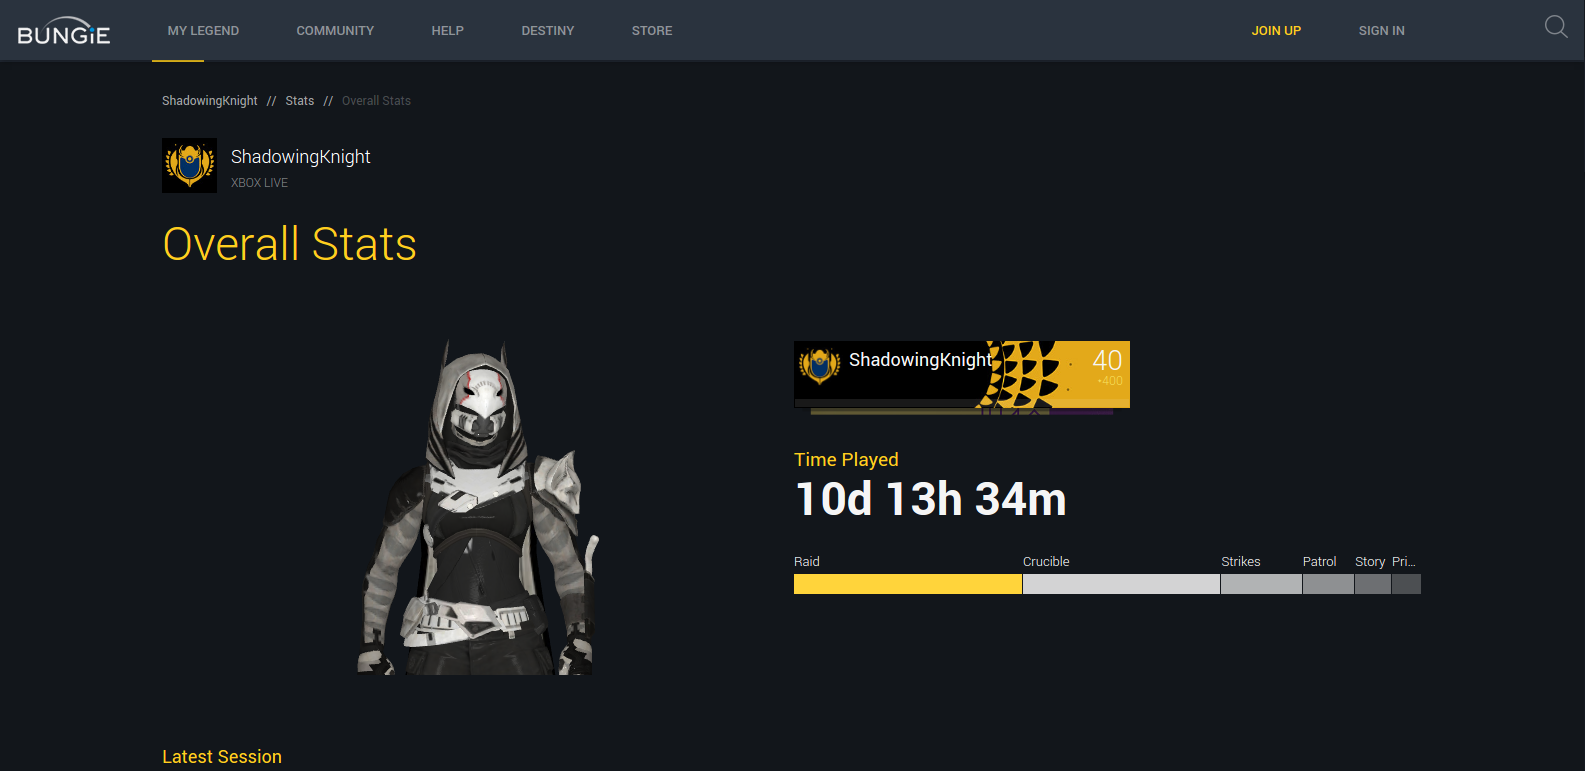 BUNGiE MY LEGEND COMMUNITY HELP DESTINY STORE JOIN UP SIGN IN
ShadowingKnight // Stats // Overall Stats
ShadowingKnight
XBOX LIVE
Overall Stats
ShadowingKnight 40
400
Time Played
10d 13h 34m
Raid Crucible Strikes Patrol Story Pri...
Latest Session